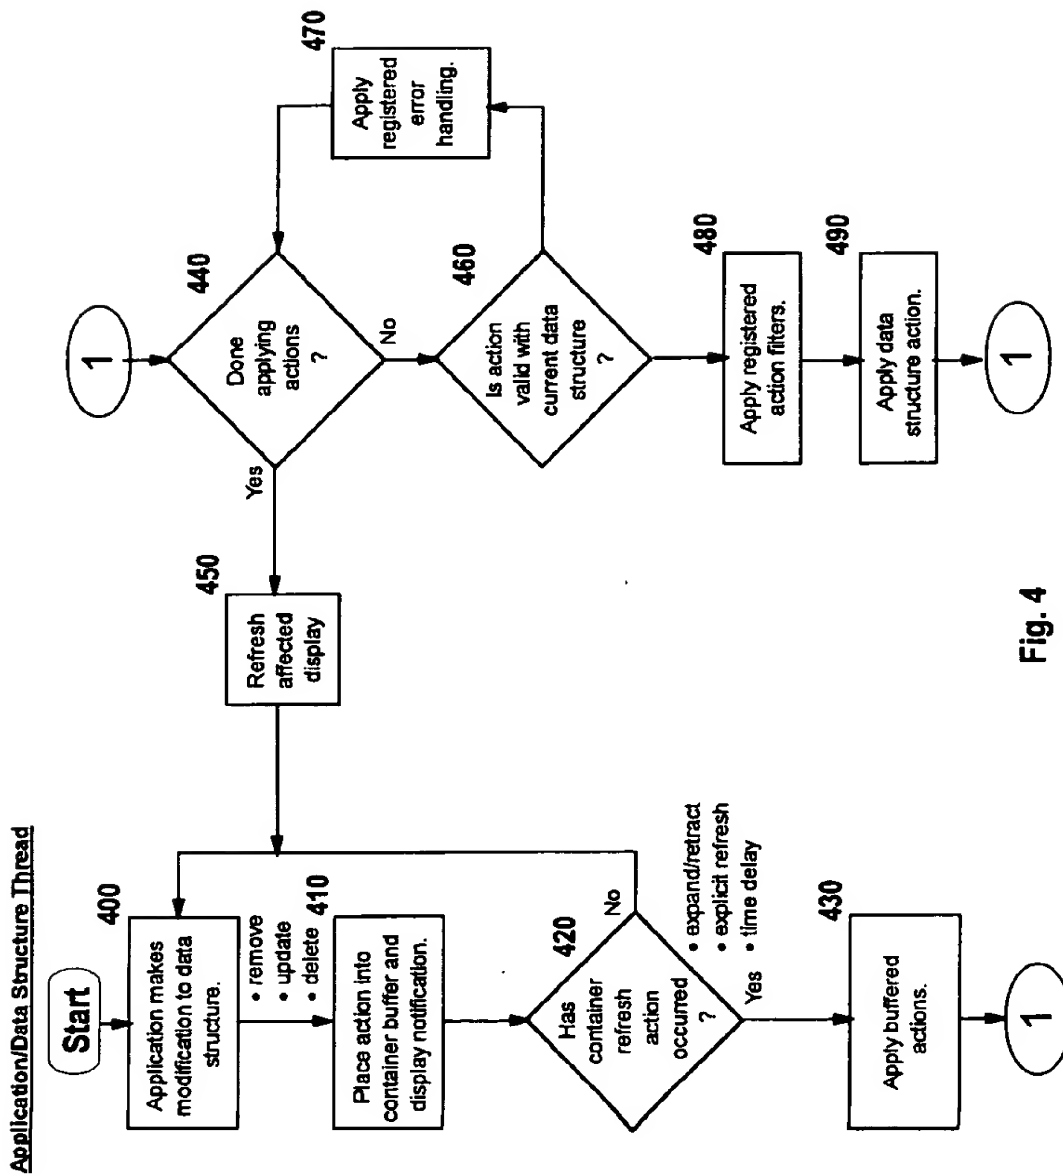 Application/Data Structure Thread
Start
400
Application makes
modification to data
structure.
• remove
• update
• delete
410
Place action into
container buffer and
display notification.
420
Has
container
refresh
action
occurred
?
No
• expand/retract
• explicit refresh
• time delay
Yes
430
Apply buffered
actions.
1
450
Refresh
affected
display
1
440
Done
applying
actions
?
Yes
No
460
Is action
valid with
current data
structure
?
470
Apply
registered
error
handling.
480
Apply registered
action filters.
490
Apply data
structure action.
1
Fig. 4